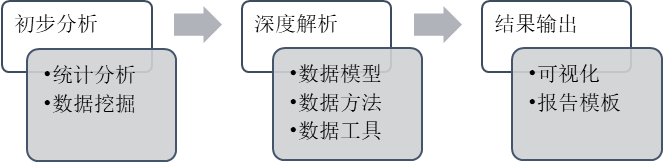 初步分析
•统计分析
•数据挖掘
深度解析
•数据模型
•数据方法
•数据工具
结果输出
•可视化
•报告模板